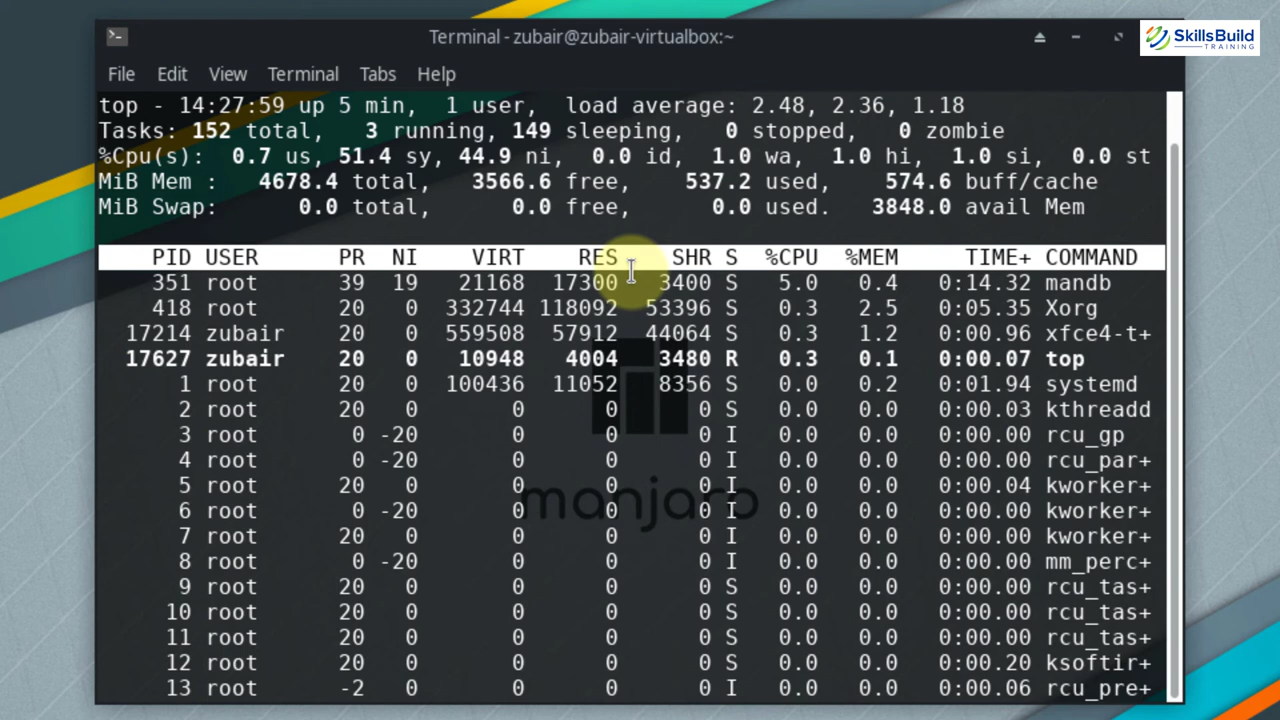 Terminal - zubair@zubair-virtualbox:~
SkillsBuild
TRAINING
File Edit View Terminal Tabs Help
top - 14:27:59 up 5 min, 1 user, load average: 2.48, 2.36, 1.18
Tasks: 152 total, 3 running, 149 sleeping, 0 stopped, 0 zombie
%Cpu(s): 0.7 us, 51.4 sy, 44.9 ni, 0.0 id, 1.0 wa, 1.0 hi, 1.0 si, 0.0 st
MiB Mem : 4678.4 total, 3566.6 free, 537.2 used, 574.6 buff/cache
MiB Swap: 0.0 total, 0.0 free, 0.0 used. 3848.0 avail Mem
PID USER PR NI VIRT RES SHR S %CPU %MEM TIME+ COMMAND
351 root 39 19 21168 17300 3400 S 5.0 0.4 0:14.32 mandb
418 root 20 0 332744 118092 53396 S 0.3 2.5 0:05.35 Xorg
17214 zubair 20 0 559508 57912 44064 S 0.3 1.2 0:00.96 xfce4-t+
17627 zubair 20 0 10948 4004 3480 R 0.3 0.1 0:00.07 top
1 root 20 0 100436 11052 8356 S 0.0 0.2 0:01.94 systemd
2 root 20 0 0 0 0 S 0.0 0.0 0:00.03 kthreadd
3 root 0 -20 0 0 0 I 0.0 0.0 0:00.00 rcu_gp
4 root 0 -20 0 0 0 I 0.0 0.0 0:00.00 rcu_par+
5 root 20 0 0 0 0 I 0.0 0.0 0:00.04 kworker+
6 root 0 -20 0 0 0 I 0.0 0.0 0:00.00 kworker+
7 root 20 0 0 0 0 I 0.0 0.0 0:00.00 kworker+
8 root 0 -20 0 0 0 I 0.0 0.0 0:00.00 mm_perc+
9 root 20 0 0 0 0 S 0.0 0.0 0:00.00 rcu_tas+
10 root 20 0 0 0 0 S 0.0 0.0 0:00.00 rcu_tas+
11 root 20 0 0 0 0 S 0.0 0.0 0:00.00 rcu_tas+
12 root 20 0 0 0 0 S 0.0 0.0 0:00.20 ksoftir+
13 root -2 0 0 0 0 I 0.0 0.0 0:00.06 rcu_pre+
manjaro